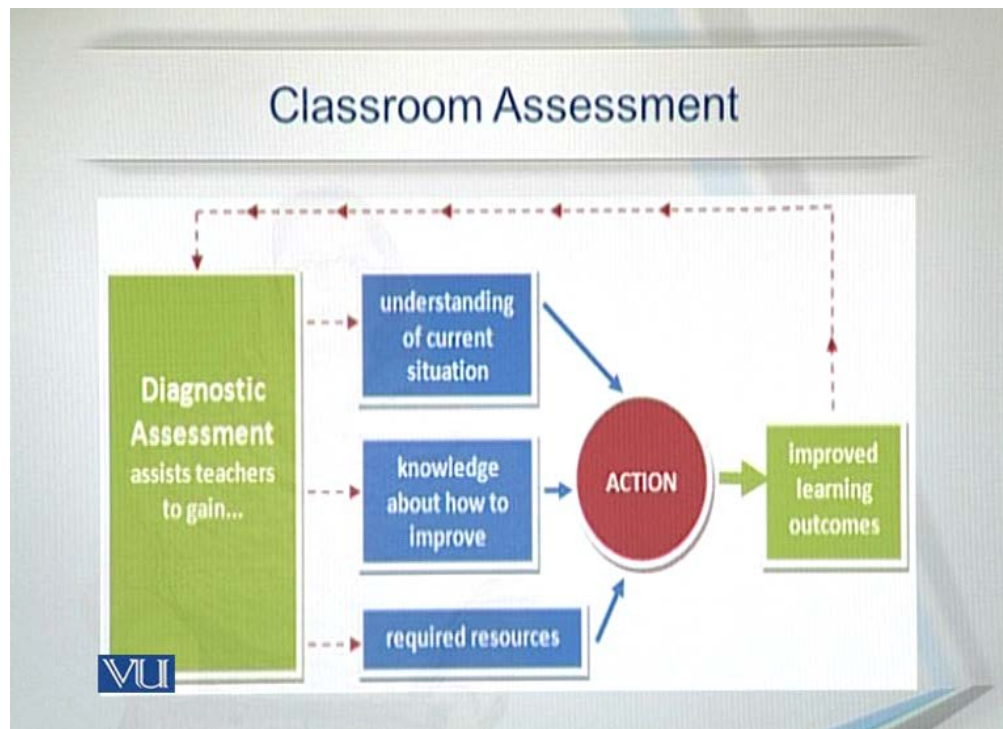 Classroom Assessment
Diagnostic
Assessment
assists teachers
to gain...
understanding
of current
situation
knowledge
about how to
improve
required resources
ACTION
improved
learning
outcomes
VU